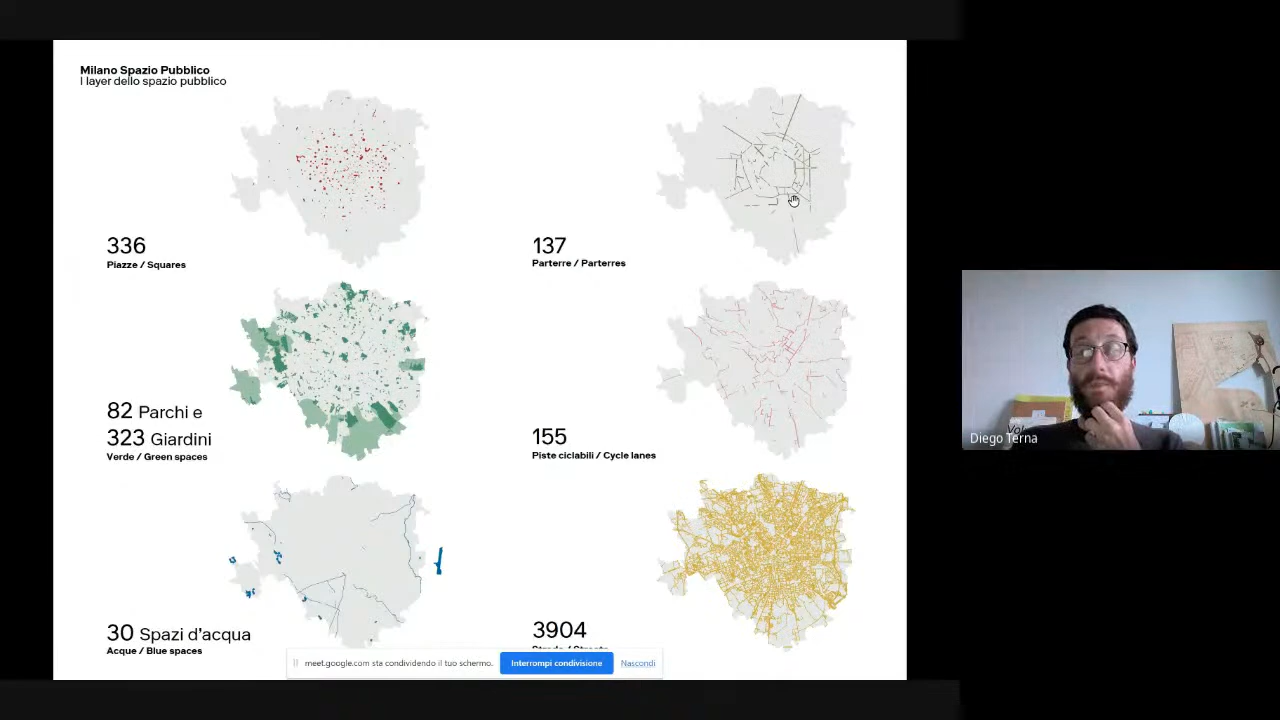 Milano Spazio Pubblico
I layer dello spazio pubblico
336
Piazze / Squares
137
Parterre / Parterres
82 Parchi e
323 Giardini
Verde / Green spaces
155
Piste ciclabili / Cycle lanes
30 Spazi d'acqua
Acque / Blue spaces
3904
meet.google.com sta condividendo il tuo schermo.
Interrompi condivisione
Nascondi
Diego Terna